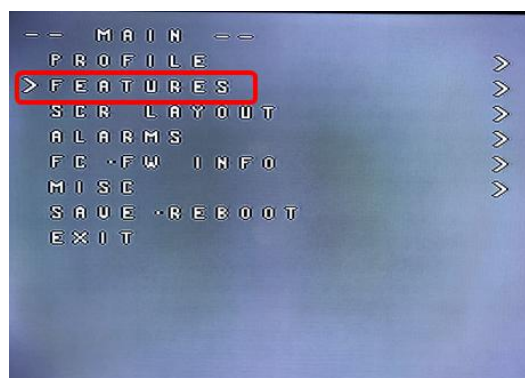 -- MAIN --
PROFILE >
>FEATURES >
SCR LAYOUT >
ALARMS >
FC-FW INFO >
MISC >
SAVE-REBOOT
EXIT